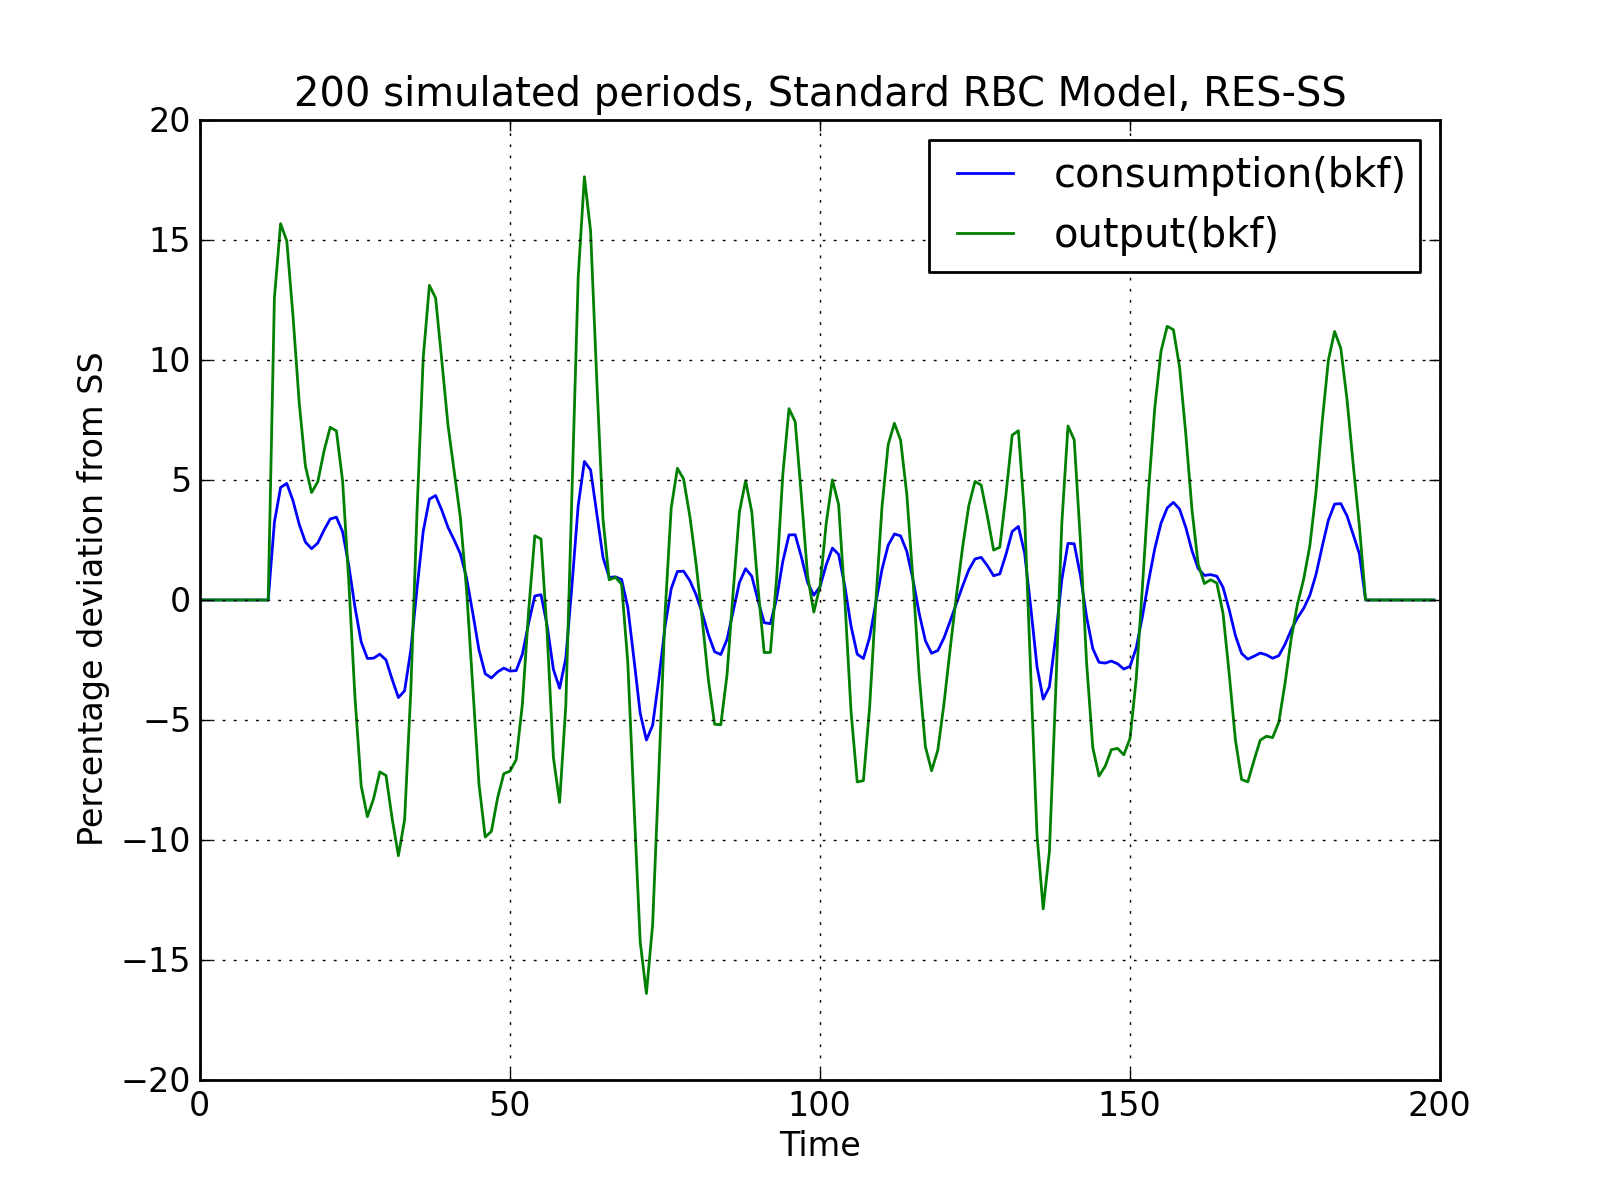 200 simulated periods, Standard RBC Model, RES-SS
consumption(bkf)
output(bkf)
Percentage deviation from SS
20
15
10
5
0
−5
−10
−15
−20
0 50 100 150 200
Time